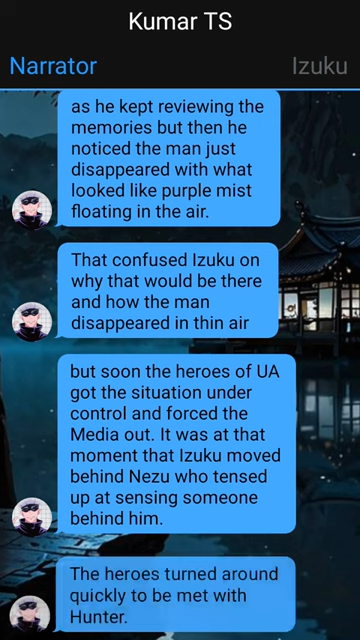 Kumar TS
Narrator
Izuku
as he kept reviewing the
memories but then he
noticed the man just
disappeared with what
looked like purple mist
floating in the air.
That confused Izuku on
why that would be there
and how the man
disappeared in thin air
but soon the heroes of UA
got the situation under
control and forced the
Media out. It was at that
moment that Izuku moved
behind Nezu who tensed
up at sensing someone
behind him.
The heroes turned around
quickly to be met with
Hunter.